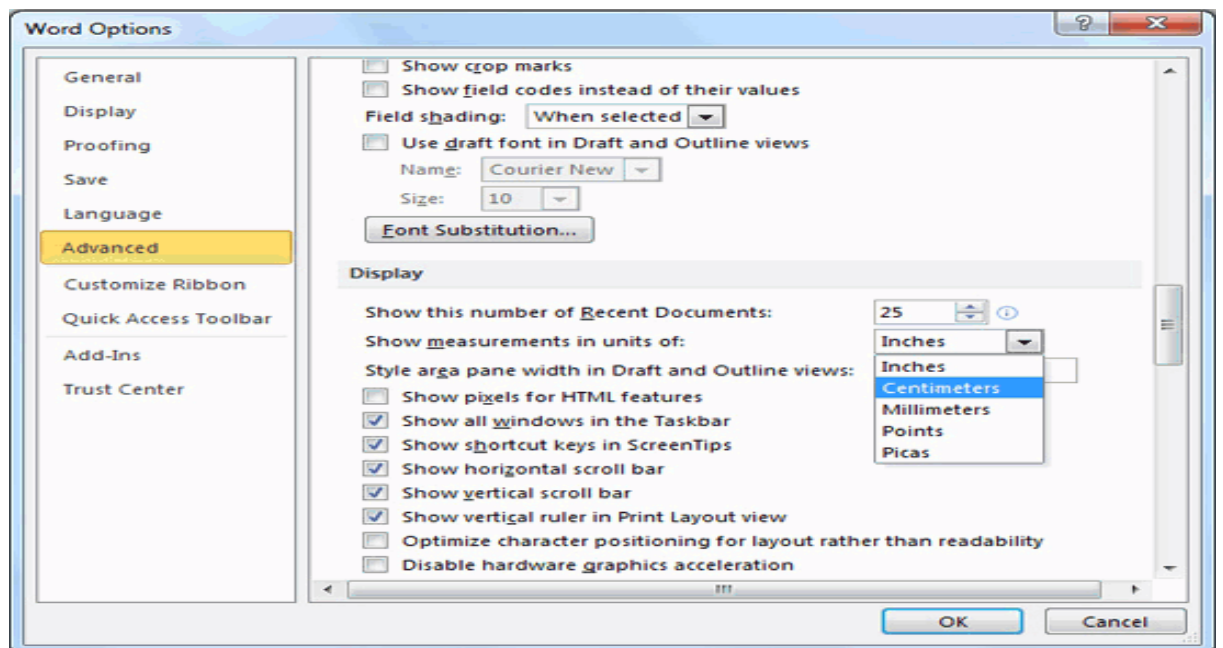 Word Options
General
Display
Proofing
Save
Language
Advanced
Customize Ribbon
Quick Access Toolbar
Add-Ins
Trust Center
Show crop marks
Show field codes instead of their values
Field shading: When selected
Use draft font in Draft and Outline views
Name: Courier New
Size: 10
Font Substitution...
Display
Show this number of Recent Documents: 25
Show measurements in units of: Inches
Style area pane width in Draft and Outline views:
Inches
Centimeters
Millimeters
Points
Picas
Show pixels for HTML features
Show all windows in the Taskbar
Show shortcut keys in ScreenTips
Show horizontal scroll bar
Show vertical scroll bar
Show vertical ruler in Print Layout view
Optimize character positioning for layout rather than readability
Disable hardware graphics acceleration
OK Cancel